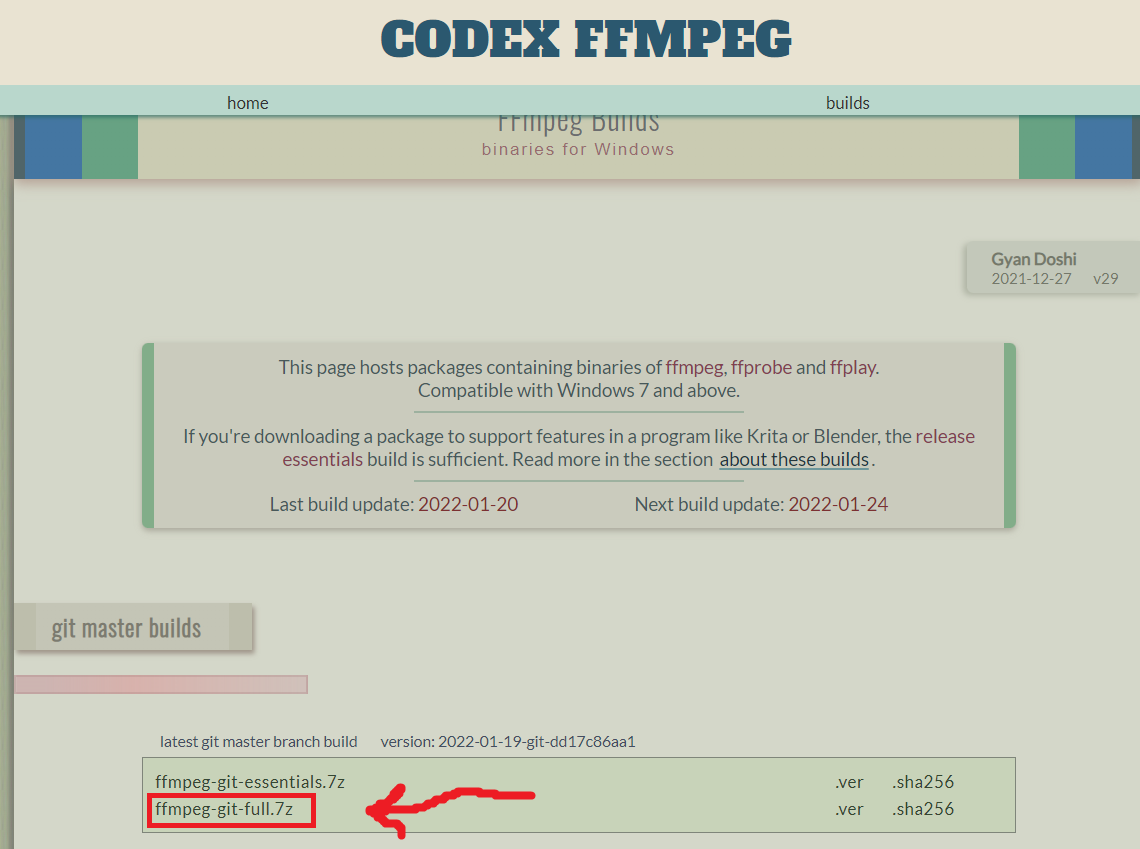 CODEX FFMPEG
home builds
FFmpeg Builds
binaries for Windows
Gyan Doshi
2021-12-27 v29
This page hosts packages containing binaries of ffmpeg, ffprobe and ffplay.
Compatible with Windows 7 and above.
If you're downloading a package to support features in a program like Krita or Blender, the release
essentials build is sufficient. Read more in the section about these builds.
Last build update: 2022-01-20 Next build update: 2022-01-24
git master builds
latest git master branch build version: 2022-01-19-git-dd17c86aa1
ffmpeg-git-essentials.7z .ver .sha256
ffmpeg-git-full.7z .ver .sha256